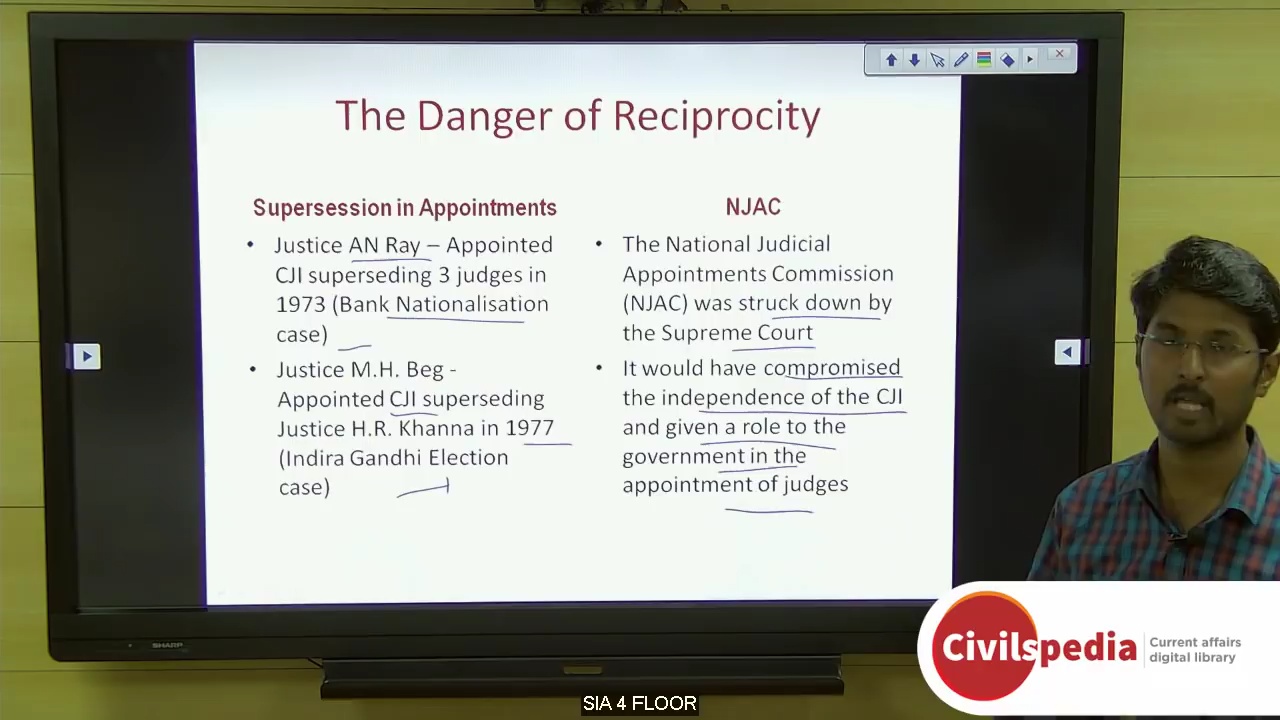 The Danger of Reciprocity
Supersession in Appointments
• Justice AN Ray – Appointed
CJI superseding 3 judges in
1973 (Bank Nationalisation
case)
• Justice M.H. Beg -
Appointed CJI superseding
Justice H.R. Khanna in 1977
(Indira Gandhi Election
case)
NJAC
• The National Judicial
Appointments Commission
(NJAC) was struck down by
the Supreme Court
• It would have compromised
the independence of the CJI
and given a role to the
government in the
appointment of judges
SHARP
Civilspedia
Current affairs
digital library
SIA 4 FLOOR